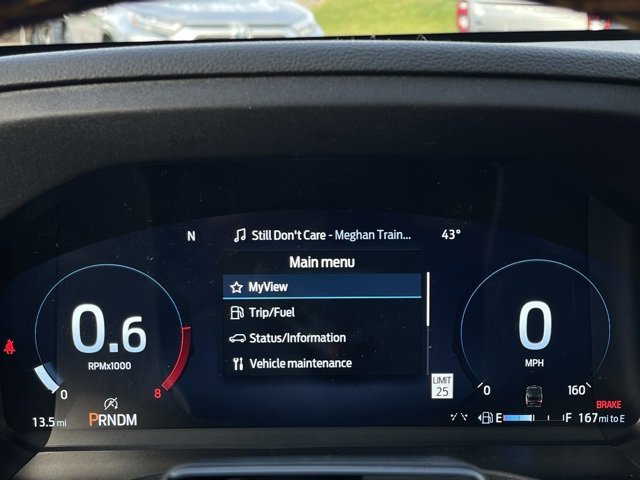 N
Still Don't Care - Meghan Train...
43°
Main menu
MyView
Trip/Fuel
Status/Information
Vehicle maintenance
0.6
RPMx1000
0
8
0
MPH
0
160
LIMIT
25
BRAKE
13.5 mi
PRNDM
E
F
167 mi to E